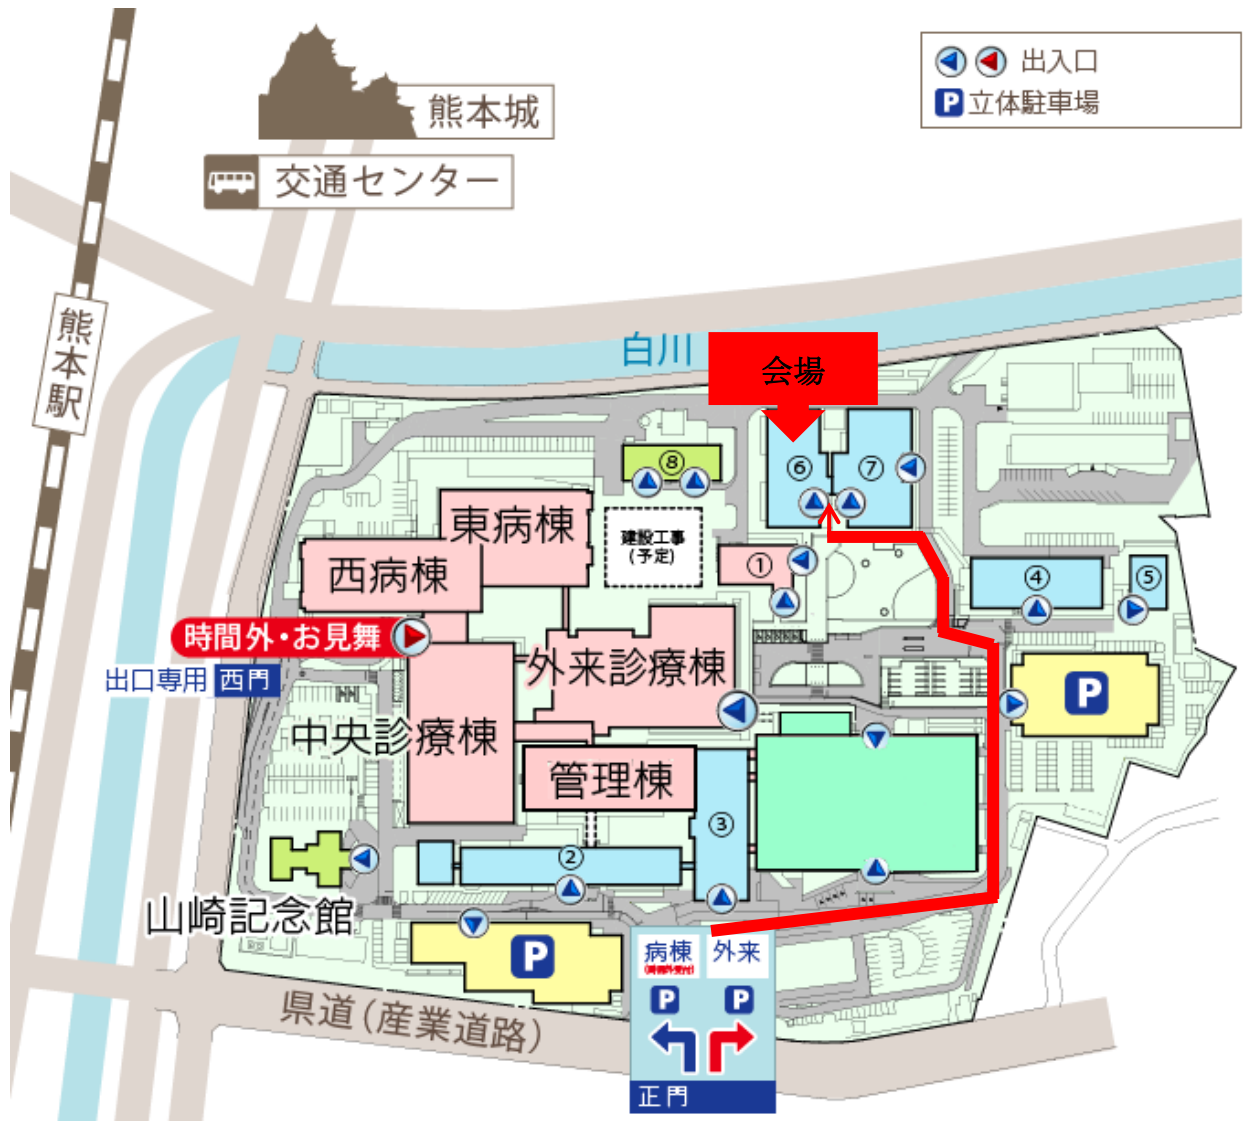 出入口
P 立体駐車場
熊本城
交通センター
熊本駅
白川
会場
⑧
⑥
⑦
東病棟
建設工事
(予定)
①
西病棟
④
⑤
時間外・お見舞
外来診療棟
出口専用 西門
P
中央診療棟
管理棟
③
②
山崎記念館
P
病棟
外来
P
P
県道(産業道路)
正門